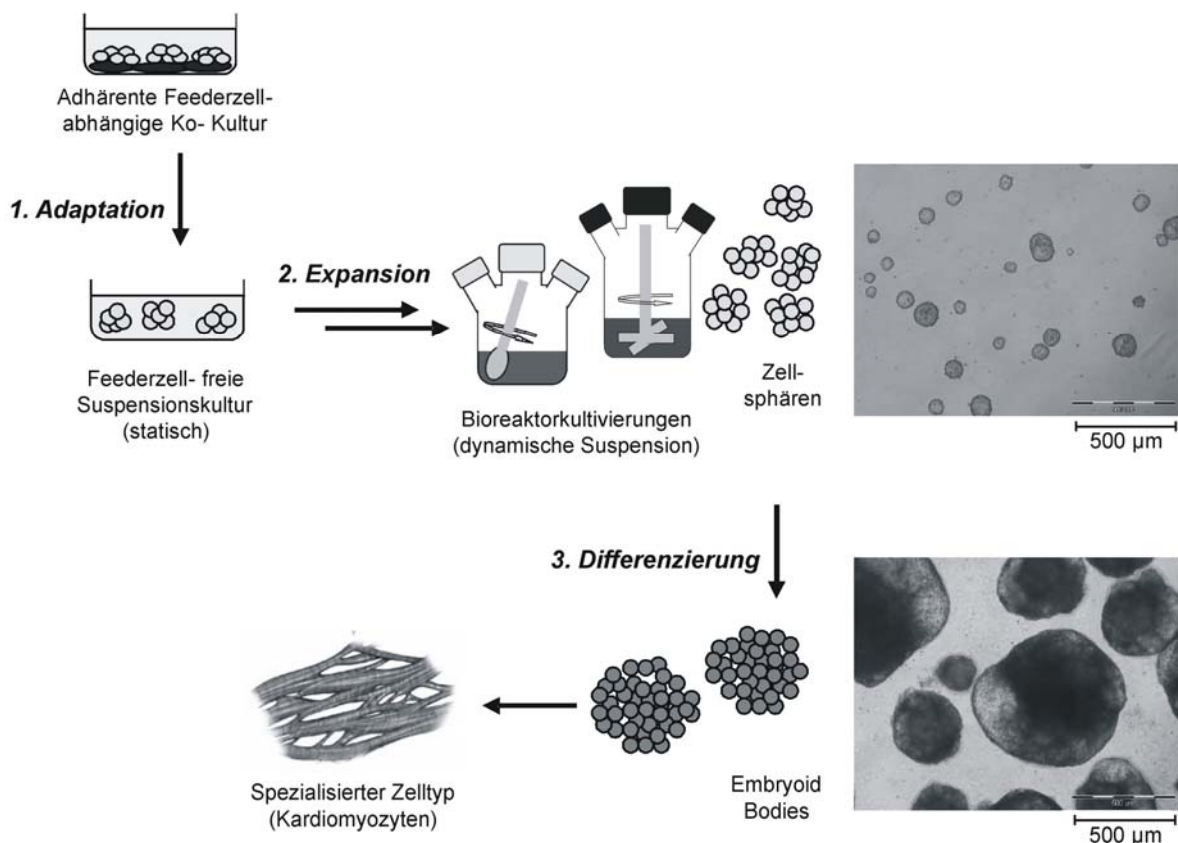 Adhärente Feederzell-
abhängige Ko- Kultur
1. Adaptation
2. Expansion
Feederzell- freie
Suspensionskultur
(statisch)
Bioreaktorkultivierungen
(dynamische Suspension)
Zell-
sphären
500 µm
3. Differenzierung
Spezialisierter Zelltyp
(Kardiomyozyten)
Embryoid
Bodies
500 µm